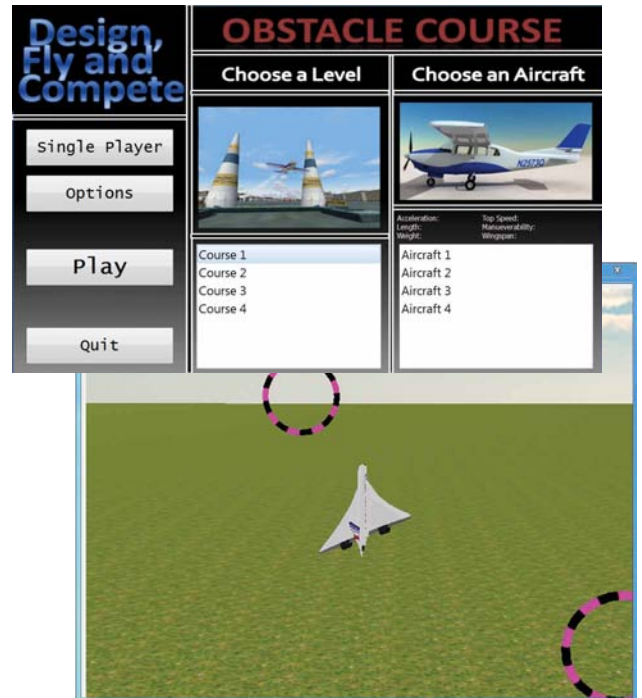 Design,
Fly and
Compete
Single Player
Options
Play
Quit
OBSTACLE COURSE
Choose a Level
Course 1
Course 2
Course 3
Course 4
Choose an Aircraft
N2573Q
Acceleration: Top Speed:
Length: Manueverability:
Weight: Wingspan:
Aircraft 1
Aircraft 2
Aircraft 3
Aircraft 4
x